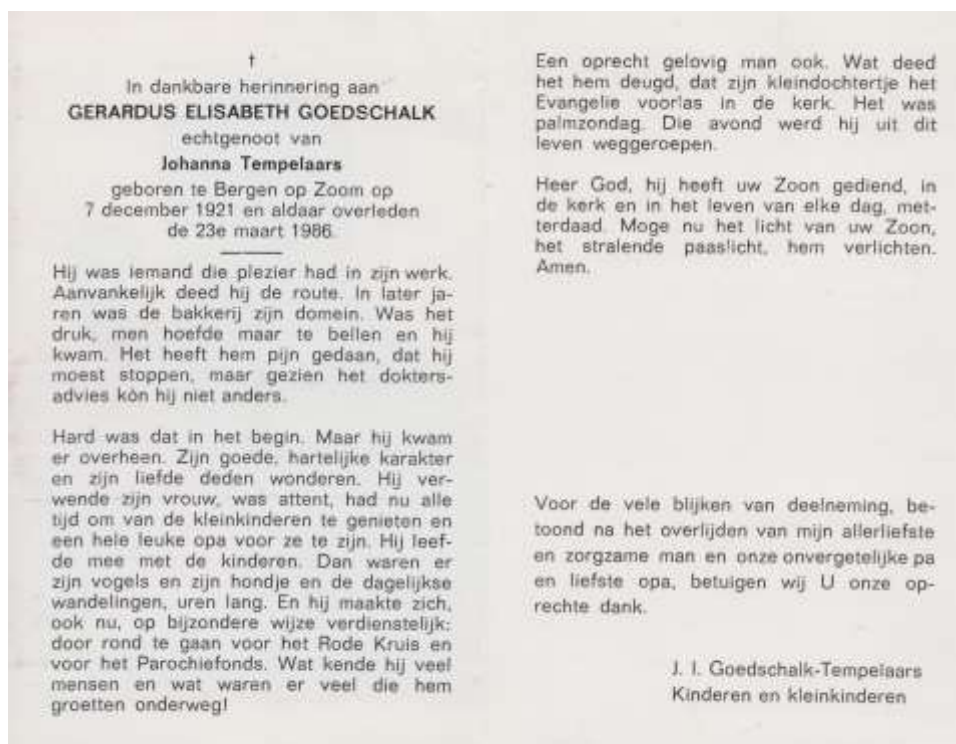 †
In dankbare herinnering aan
GERARDUS ELISABETH GOEDSCHALK
echtgenoot van
Johanna Tempelaars
geboren te Bergen op Zoom op
7 december 1921 en aldaar overleden
de 23e maart 1986.
Hij was iemand die plezier had in zijn werk.
Aanvankelijk deed hij de route. In later ja-
ren was de bakkerij zijn domein. Was het
druk, men hoefde maar te bellen en hij
kwam. Het heeft hem pijn gedaan, dat hij
moest stoppen, maar gezien het dokters-
advies kòn hij niet anders.
Hard was dat in het begin. Maar hij kwam
er overheen. Zijn goede, hartelijke karakter
en zijn liefde deden wonderen. Hij ver-
wende zijn vrouw, was attent, had nu alle
tijd om van de kleinkinderen te genieten en
een hele leuke opa voor ze te zijn. Hij leef-
de mee met de kinderen. Dan waren er
zijn vogels en zijn hondje en de dagelijkse
wandelingen, uren lang. En hij maakte zich,
ook nu, op bijzondere wijze verdienstelijk:
door rond te gaan voor het Rode Kruis en
voor het Parochiefonds. Wat kende hij veel
mensen en wat waren er veel die hem
groetten onderweg!
Een oprecht gelovig man ook. Wat deed
het hem deugd, dat zijn kleindochtertje het
Evangelie voorlas in de kerk. Het was
palmzondag. Die avond werd hij uit dit
leven weggeroepen.
Heer God, hij heeft uw Zoon gediend, in
de kerk en in het leven van elke dag, met-
terdaad. Moge nu het licht van uw Zoon,
het stralende paaslicht, hem verlichten.
Amen.
Voor de vele blijken van deelneming, be-
toond na het overlijden van mijn allerliefste
en zorgzame man en onze onvergetelijke pa
en liefste opa, betuigen wij U onze op-
rechte dank.
J. I. Goedschalk-Tempelaars
Kinderen en kleinkinderen